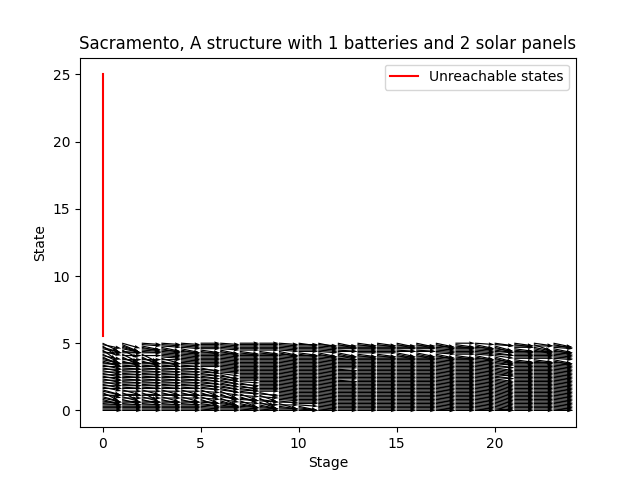 Sacramento, A structure with 1 batteries and 2 solar panels
Unreachable states
25
20
15
10
5
0
State
0 5 10 15 20
Stage